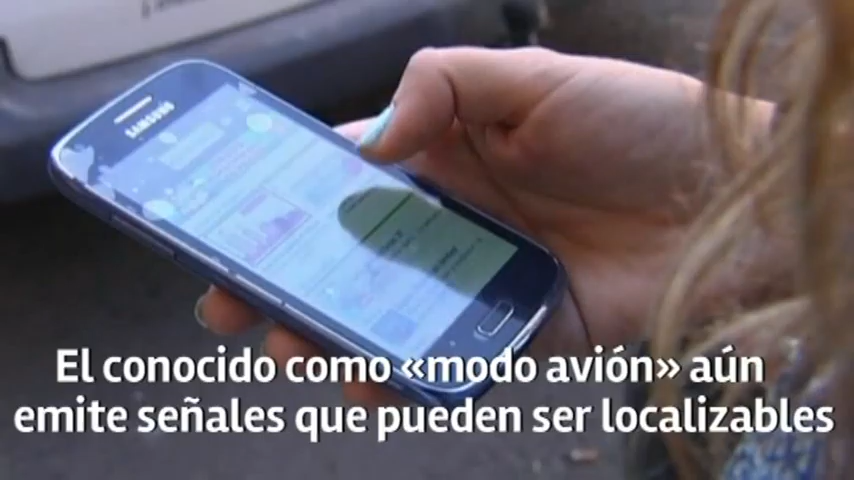 SAMSUNG
El conocido como «modo avión» aún
emite señales que pueden ser localizables